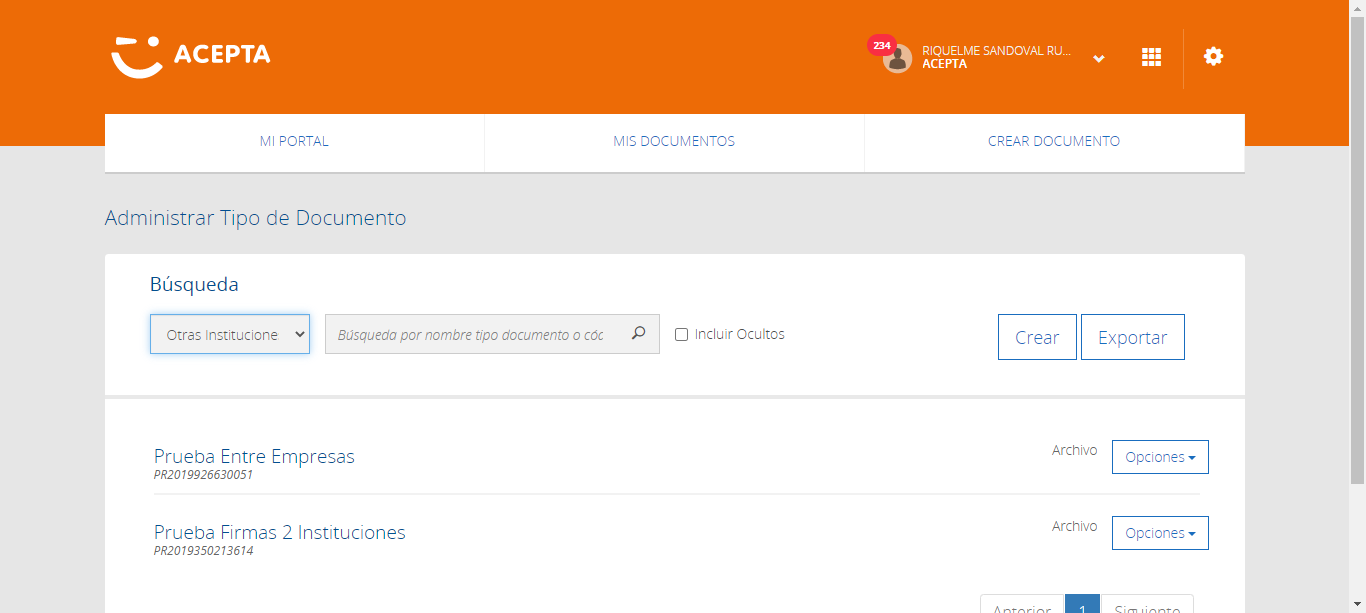 ACEPTA
234
RIQUELME SANDOVAL RU...
ACEPTA
MI PORTAL
MIS DOCUMENTOS
CREAR DOCUMENTO
Administrar Tipo de Documento
Búsqueda
Otras Institucione
Búsqueda por nombre tipo documento o cóc
Incluir Ocultos
Crear
Exportar
Prueba Entre Empresas
PR2019926630051
Archivo
Opciones
Prueba Firmas 2 Instituciones
PR2019350213614
Archivo
Opciones
Anterior
1
Siguiente